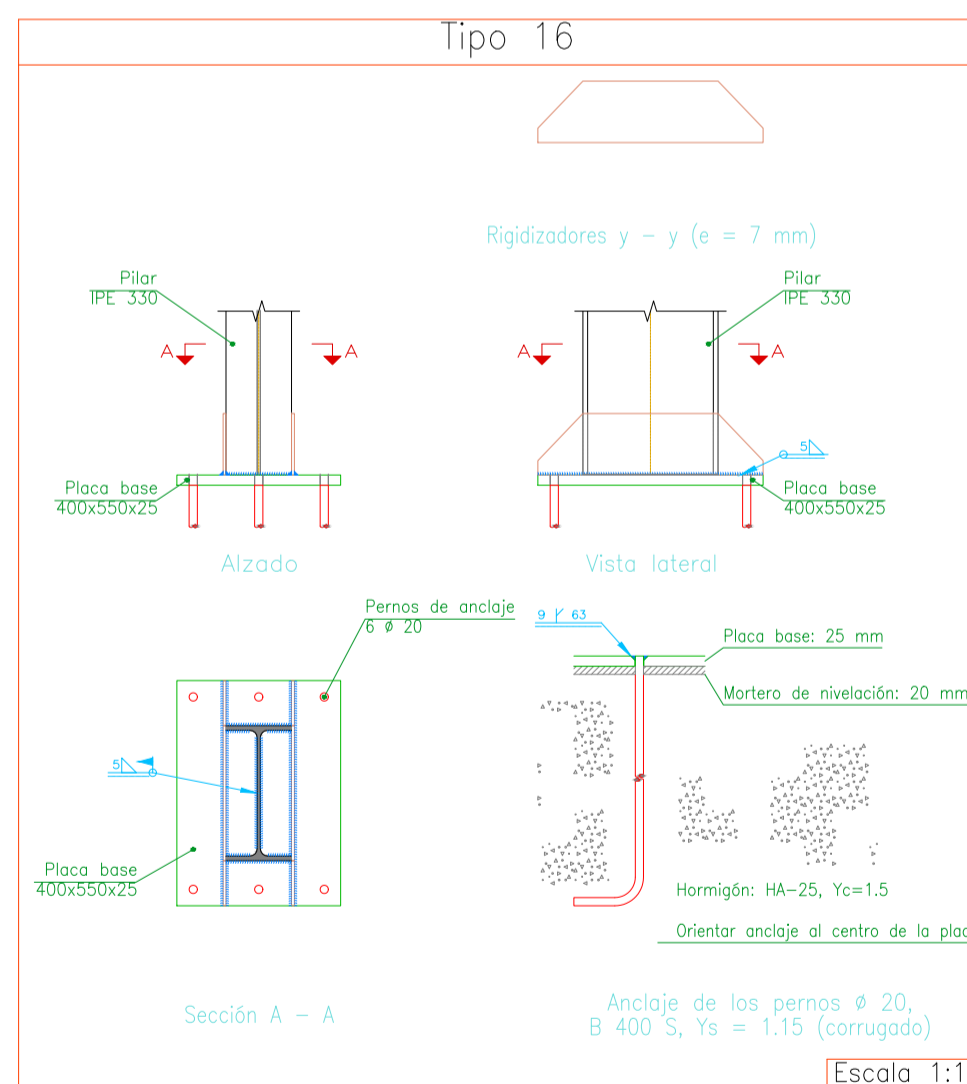 Tipo 16
Rigidizadores y - y (e = 7 mm)
Pilar
IPE 330
A
A
Placa base
400x550x25
Alzado
Pilar
IPE 330
A
A
5
Placa base
400x550x25
Vista lateral
Pernos de anclaje
6 ø 20
5
Placa base
400x550x25
Sección A - A
9
63
Placa base: 25 mm
Mortero de nivelación: 20 mm
Hormigón: HA-25, Yc=1.5
Orientar anclaje al centro de la plac
Anclaje de los pernos ø 20,
B 400 S, Ys = 1.15 (corrugado)
Escala 1:1